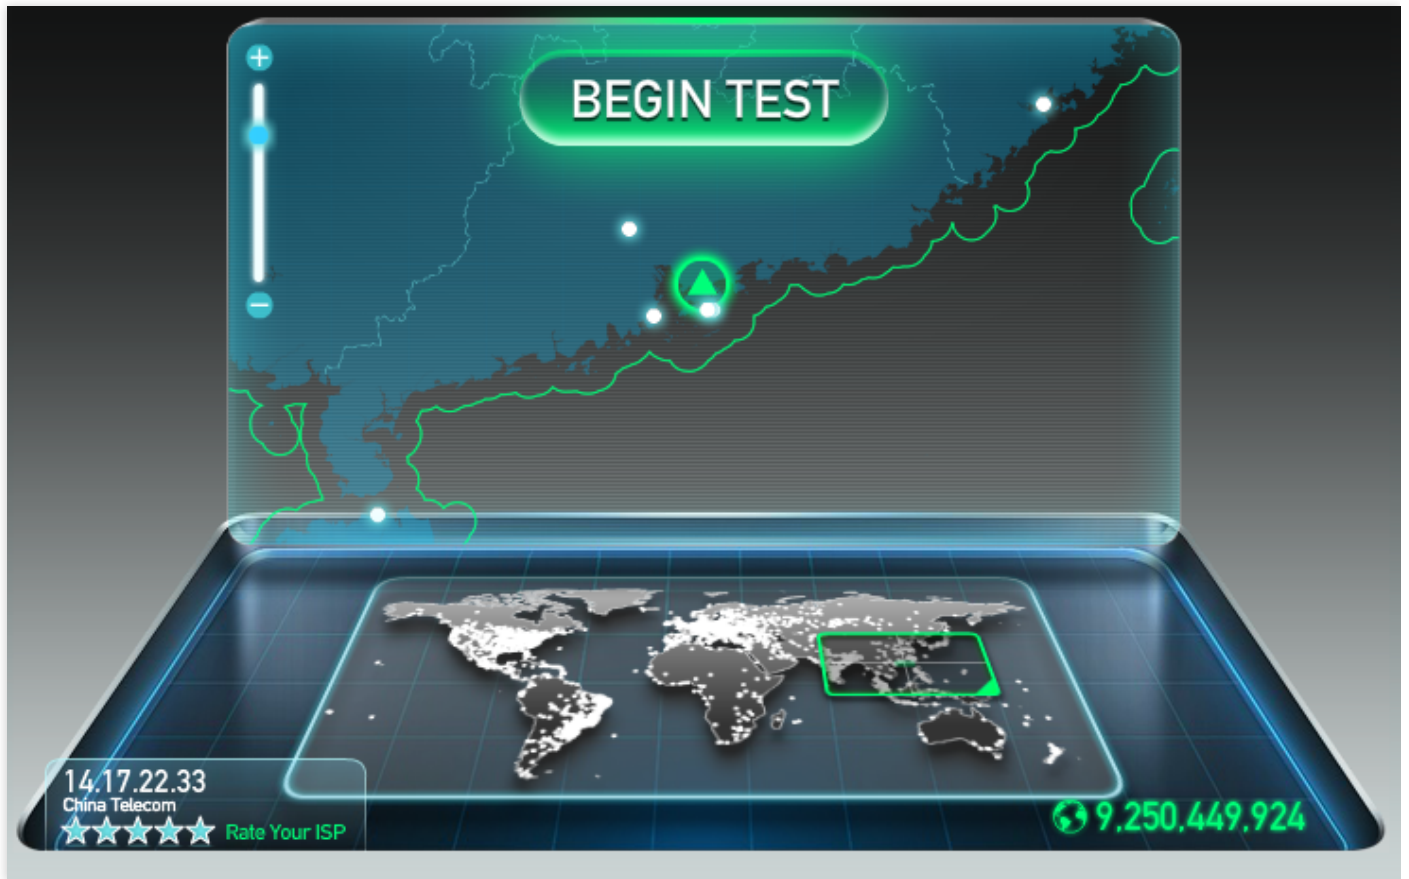 BEGIN TEST
14.17.22.33
China Telecom
Rate Your ISP
9,250,449,924